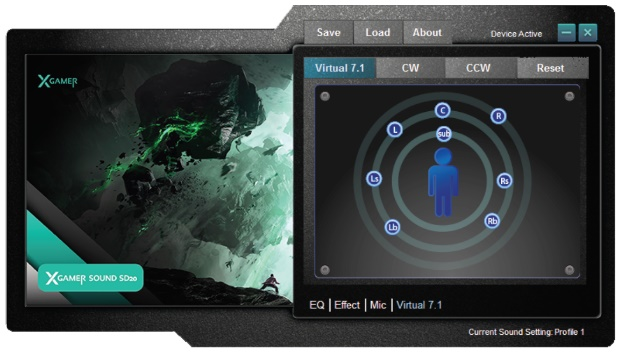 Save Load About Device Active
Virtual 7.1 CW CCW Reset
XGAMER
C
R
L
sub
Ls
Rs
Lb
Rb
XGAMER SOUND SD20
EQ | Effect | Mic | Virtual 7.1
Current Sound Setting: Profile 1